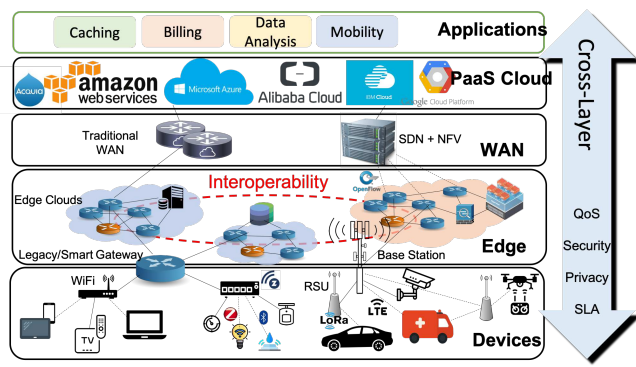 Caching
Billing
Data
Analysis
Mobility
Applications
Cross-Layer
Acquia
amazon
web services
Microsoft Azure
Alibaba Cloud
IBM Cloud
Google Cloud Platform
PaaS Cloud
Traditional
WAN
SDN + NFV
WAN
Interoperability
OpenFlow
Edge Clouds
QoS
Legacy/Smart Gateway
Base Station
Edge
Security
WiFi
RSU
Privacy
LoRa
LTE
SLA
TV
Devices